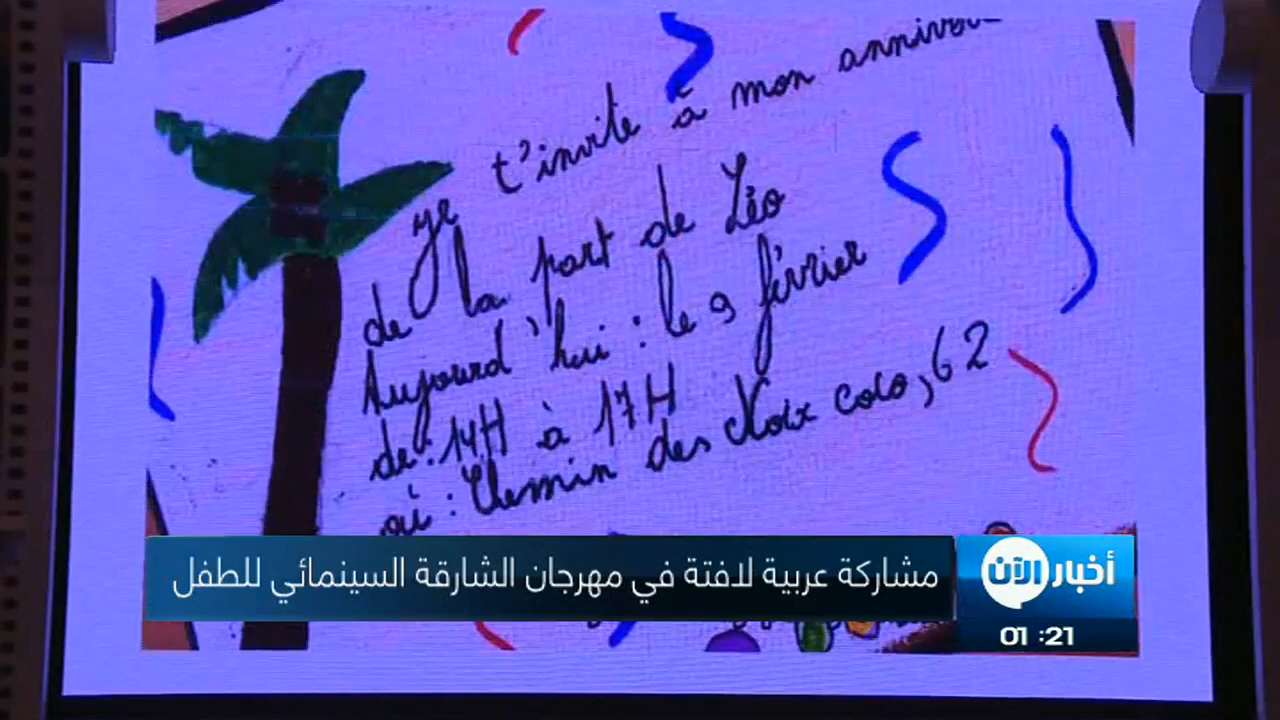 je t'invite à mon
de la part de Léo
Aujourd'hui : le 9 février
de : 14H à 17H
où : Chemin des Noix coco, 62
مشاركة عربية لافتة في مهرجان الشارقة السينمائي للطفل
أخبار الآن
01 :21